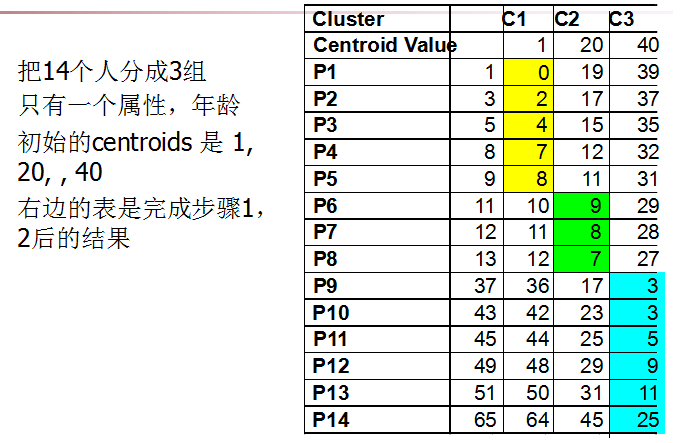 把14个人分成3组
只有一个属性，年龄
初始的centroids 是 1,
20, , 40
右边的表是完成步骤1，
2后的结果
Cluster C1 C2 C3
Centroid Value 1 20 40
P1 1 0 19 39
P2 3 2 17 37
P3 5 4 15 35
P4 8 7 12 32
P5 9 8 11 31
P6 11 10 9 29
P7 12 11 8 28
P8 13 12 7 27
P9 37 36 17 3
P10 43 42 23 3
P11 45 44 25 5
P12 49 48 29 9
P13 51 50 31 11
P14 65 64 45 25